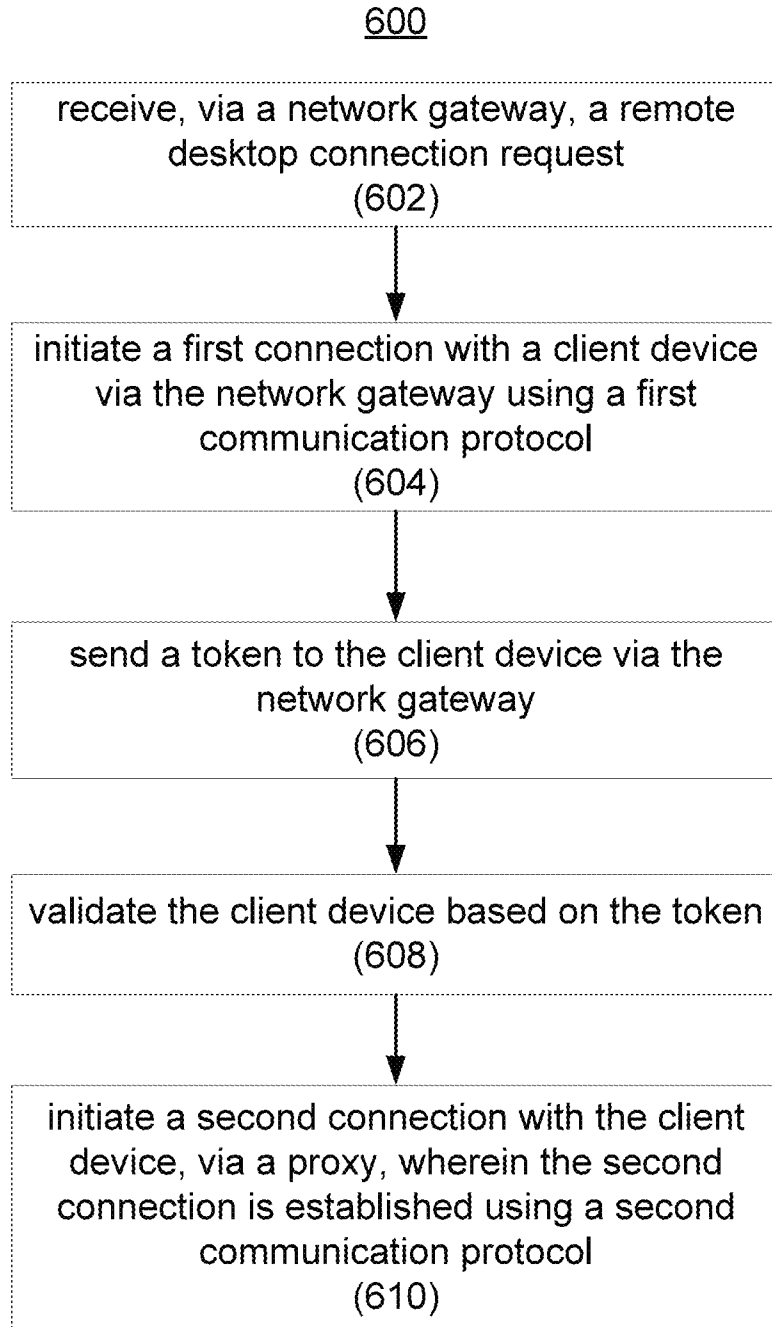 600
receive, via a network gateway, a remote
desktop connection request
(602)
initiate a first connection with a client device
via the network gateway using a first
communication protocol
(604)
send a token to the client device via the
network gateway
(606)
validate the client device based on the token
(608)
initiate a second connection with the client
device, via a proxy, wherein the second
connection is established using a second
communication protocol
(610)